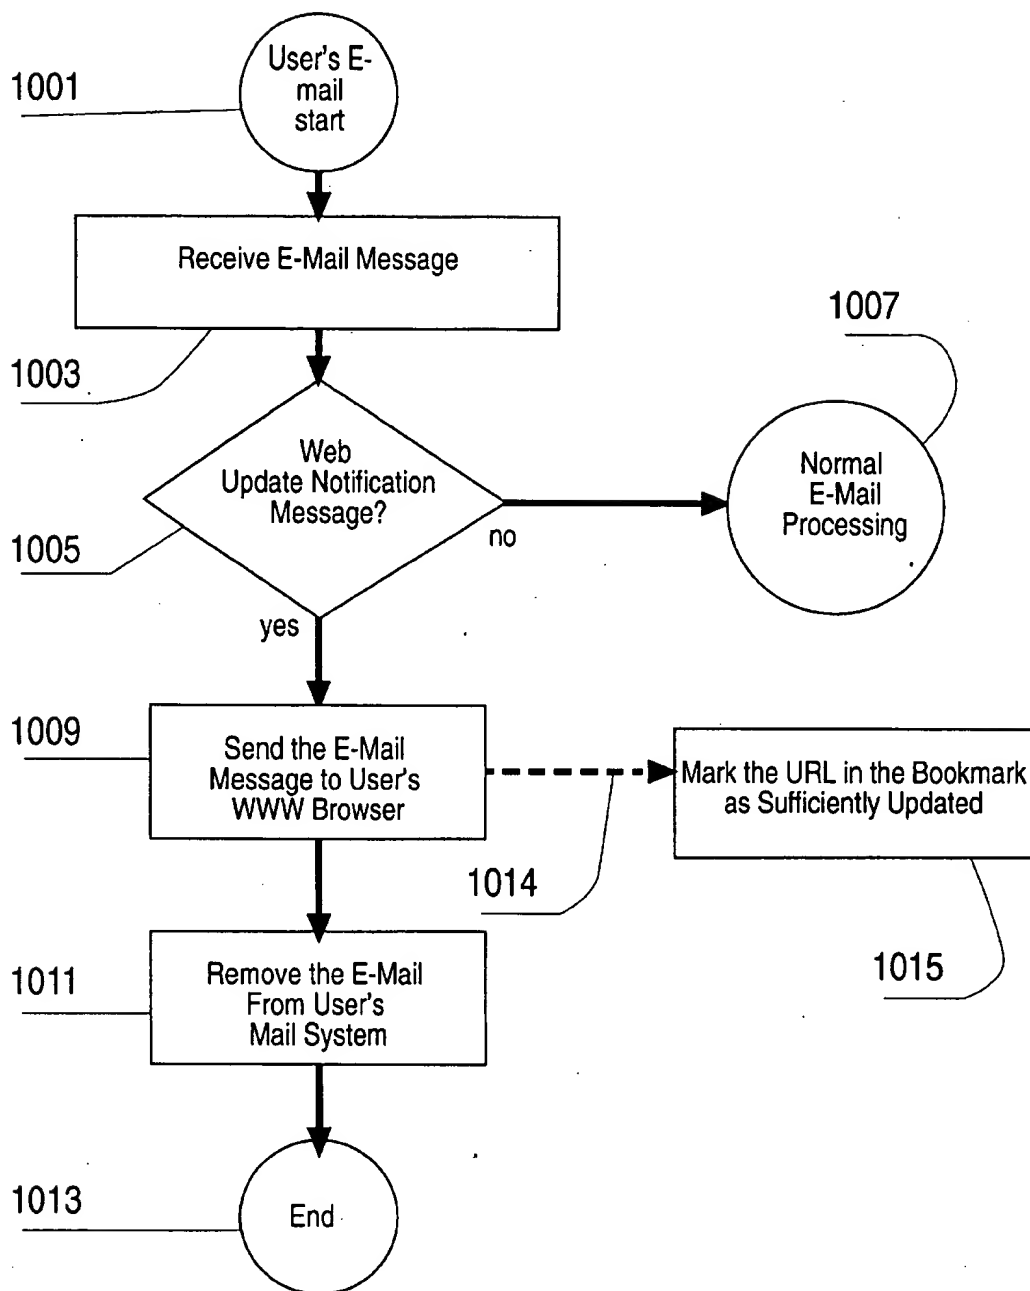 User's E-
mail
start
1001
Receive E-Mail Message
1003
Web
Update Notification
Message?
1005
no
1007
Normal
E-Mail
Processing
yes
1009
Send the E-Mail
Message to User's
WWW Browser
1014
Mark the URL in the Bookmark
as Sufficiently Updated
1015
1011
Remove the E-Mail
From User's
Mail System
1013
End